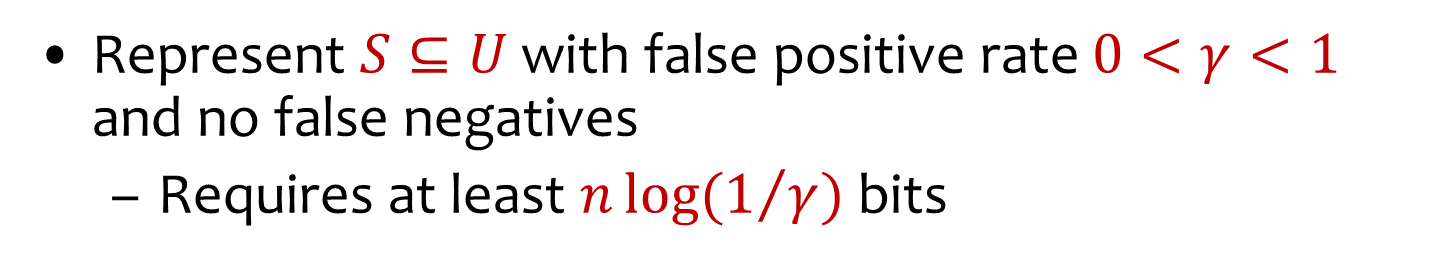 • Represent S ⊆ U with false positive rate 0 < γ < 1
and no false negatives
– Requires at least n log(1/γ) bits